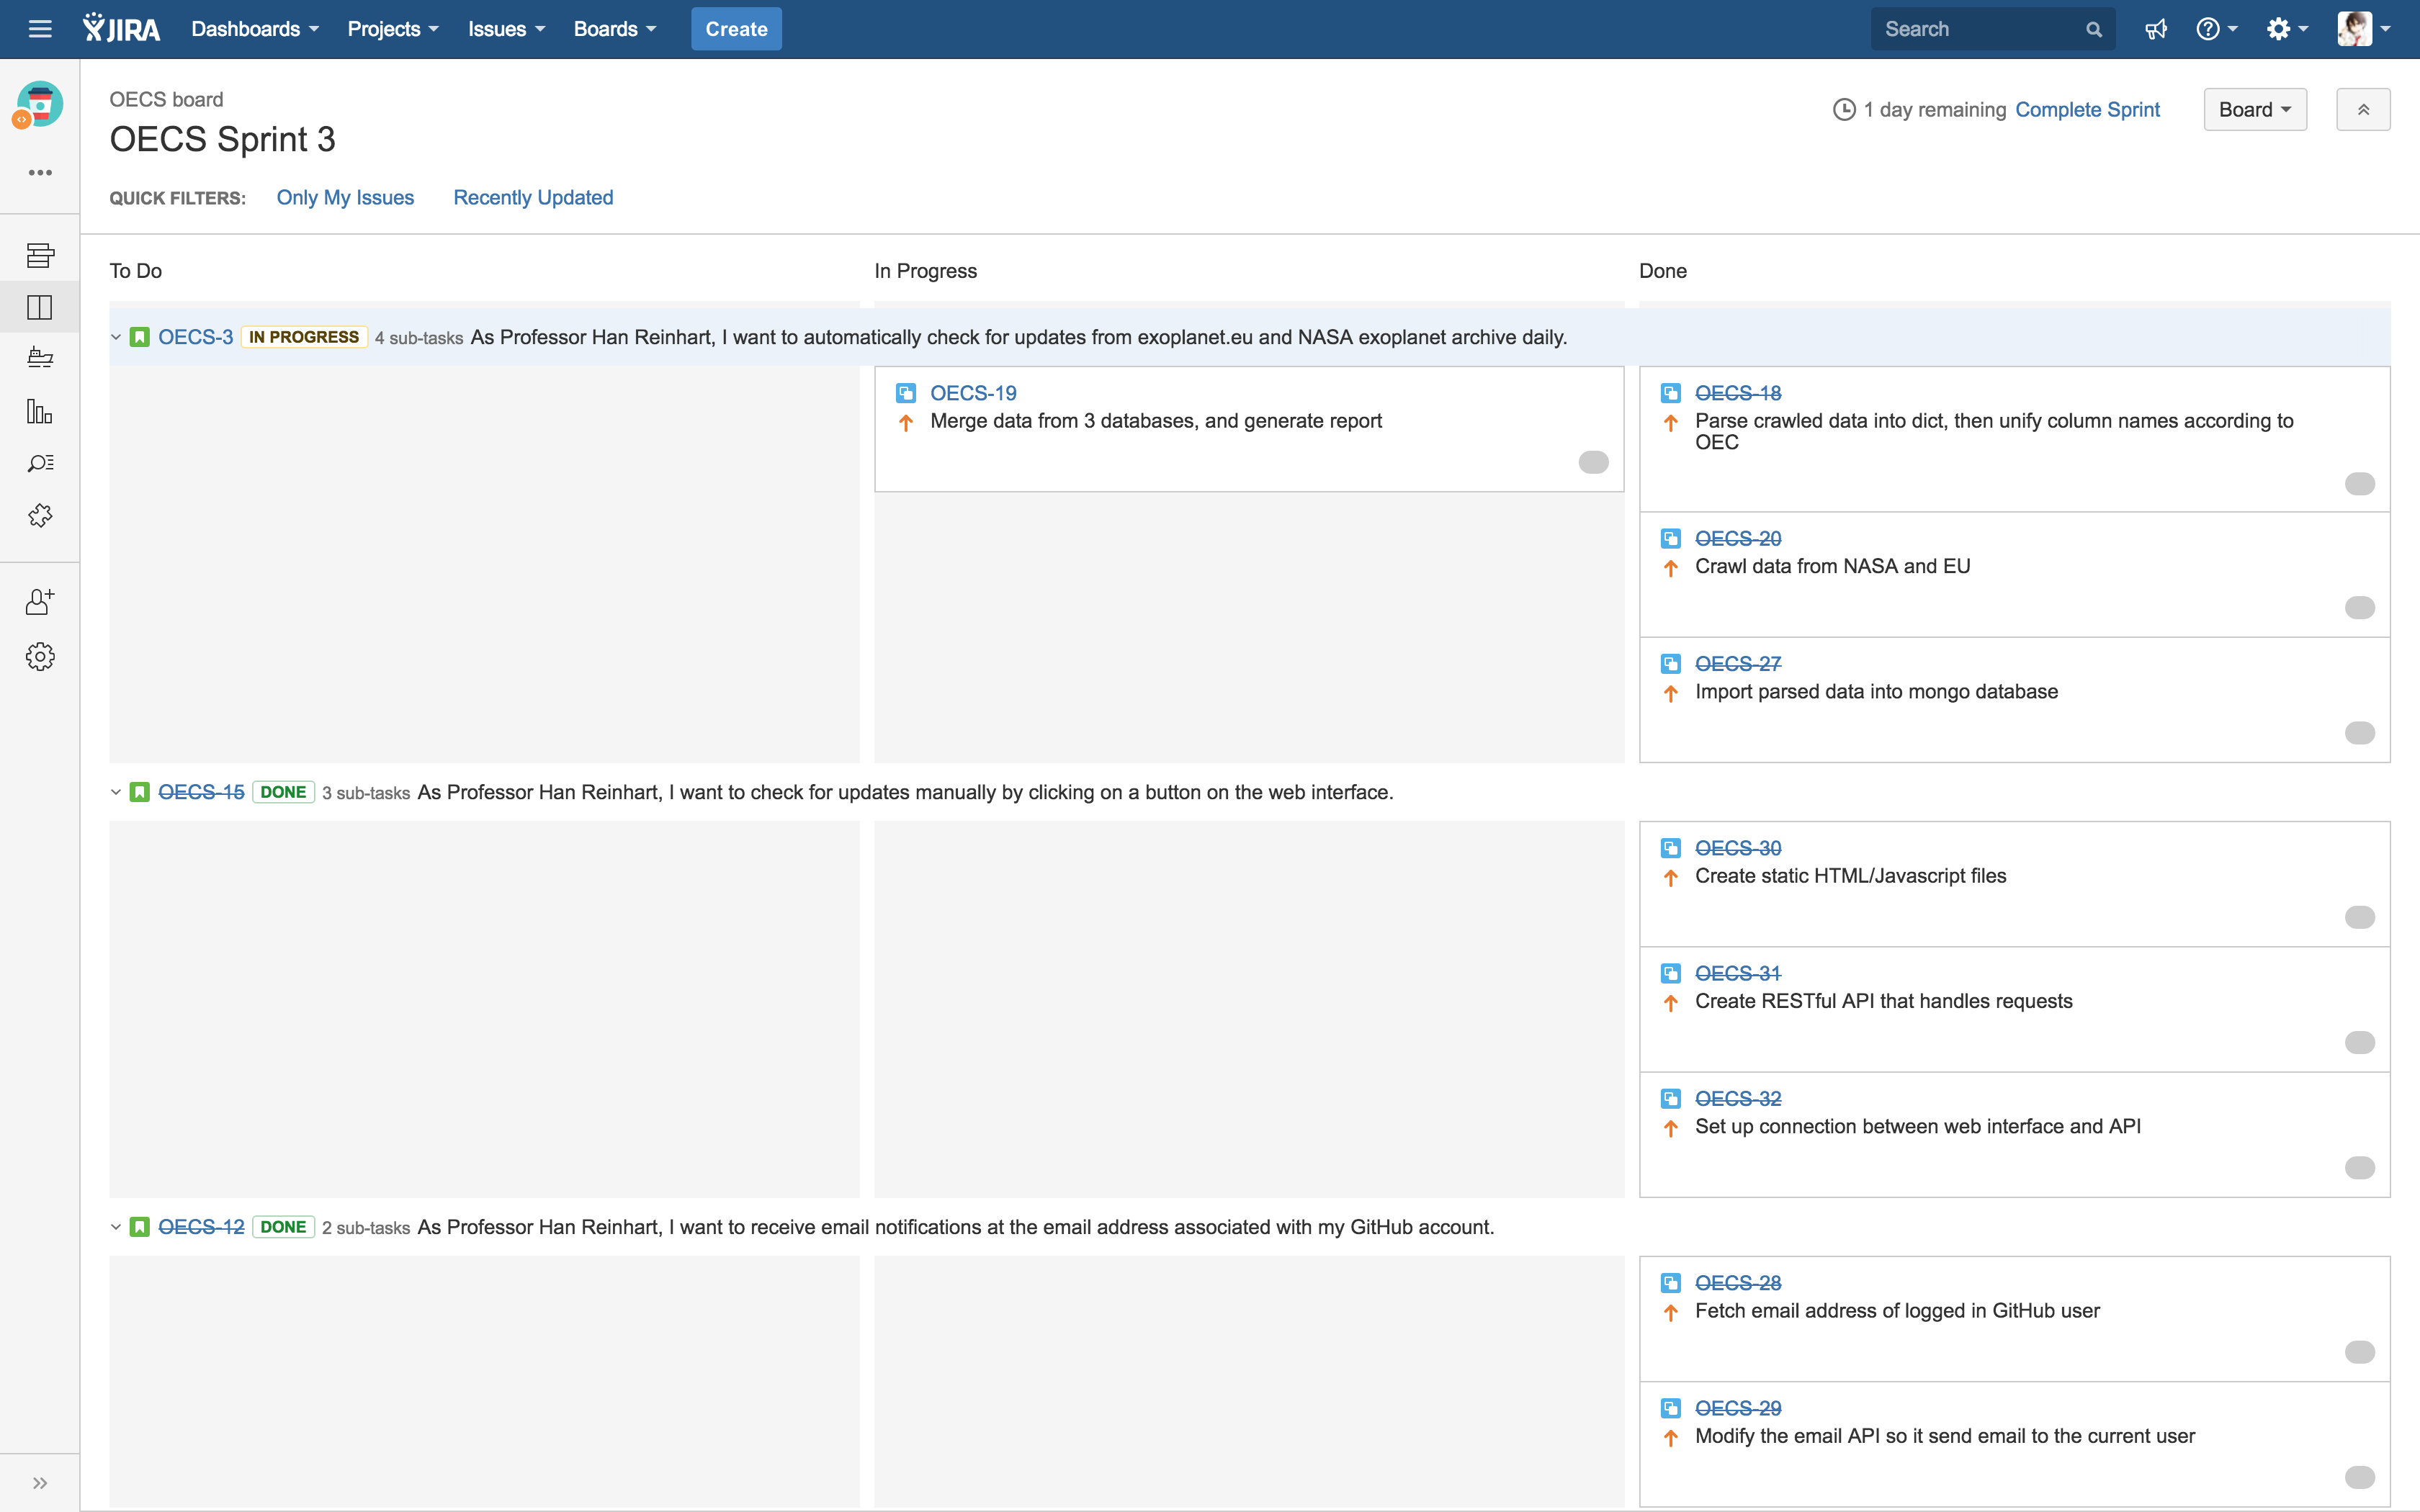 JIRA Dashboards Projects Issues Boards Create Search
OECS board
OECS Sprint 3
1 day remaining Complete Sprint Board
QUICK FILTERS: Only My Issues Recently Updated
To Do In Progress Done
OECS-3 IN PROGRESS 4 sub-tasks As Professor Han Reinhart, I want to automatically check for updates from exoplanet.eu and NASA exoplanet archive daily.
OECS-19
Merge data from 3 databases, and generate report
OECS-18
Parse crawled data into dict, then unify column names according to
OEC
OECS-20
Crawl data from NASA and EU
OECS-27
Import parsed data into mongo database
OECS-15 DONE 3 sub-tasks As Professor Han Reinhart, I want to check for updates manually by clicking on a button on the web interface.
OECS-30
Create static HTML/Javascript files
OECS-31
Create RESTful API that handles requests
OECS-32
Set up connection between web interface and API
OECS-12 DONE 2 sub-tasks As Professor Han Reinhart, I want to receive email notifications at the email address associated with my GitHub account.
OECS-28
Fetch email address of logged in GitHub user
OECS-29
Modify the email API so it send email to the current user